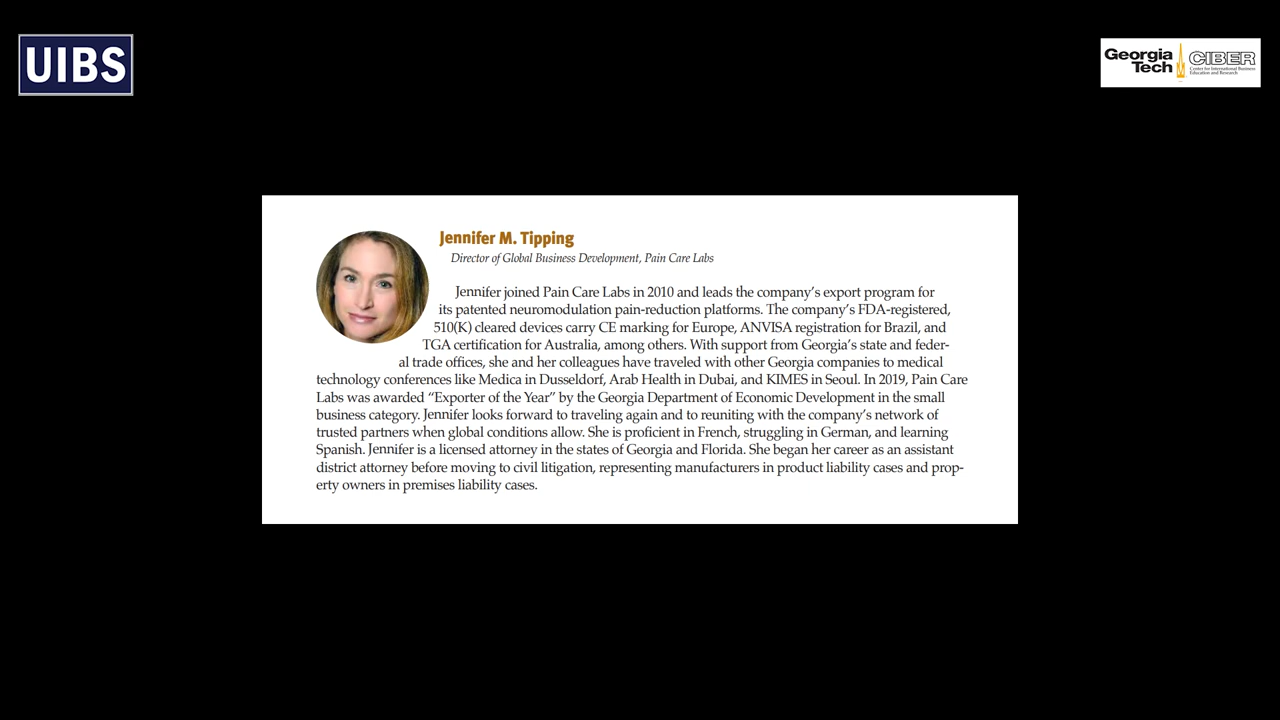 UIBS
Georgia Tech
CIBER
Center for International Business
Education and Research
Jennifer M. Tipping
Director of Global Business Development, Pain Care Labs
Jennifer joined Pain Care Labs in 2010 and leads the company’s export program for
its patented neuromodulation pain-reduction platforms. The company’s FDA-registered,
510(K) cleared devices carry CE marking for Europe, ANVISA registration for Brazil, and
TGA certification for Australia, among others. With support from Georgia’s state and feder-
al trade offices, she and her colleagues have traveled with other Georgia companies to medical
technology conferences like Medica in Dusseldorf, Arab Health in Dubai, and KIMES in Seoul. In 2019, Pain Care
Labs was awarded “Exporter of the Year” by the Georgia Department of Economic Development in the small
business category. Jennifer looks forward to traveling again and to reuniting with the company’s network of
trusted partners when global conditions allow. She is proficient in French, struggling in German, and learning
Spanish. Jennifer is a licensed attorney in the states of Georgia and Florida. She began her career as an assistant
district attorney before moving to civil litigation, representing manufacturers in product liability cases and prop-
erty owners in premises liability cases.